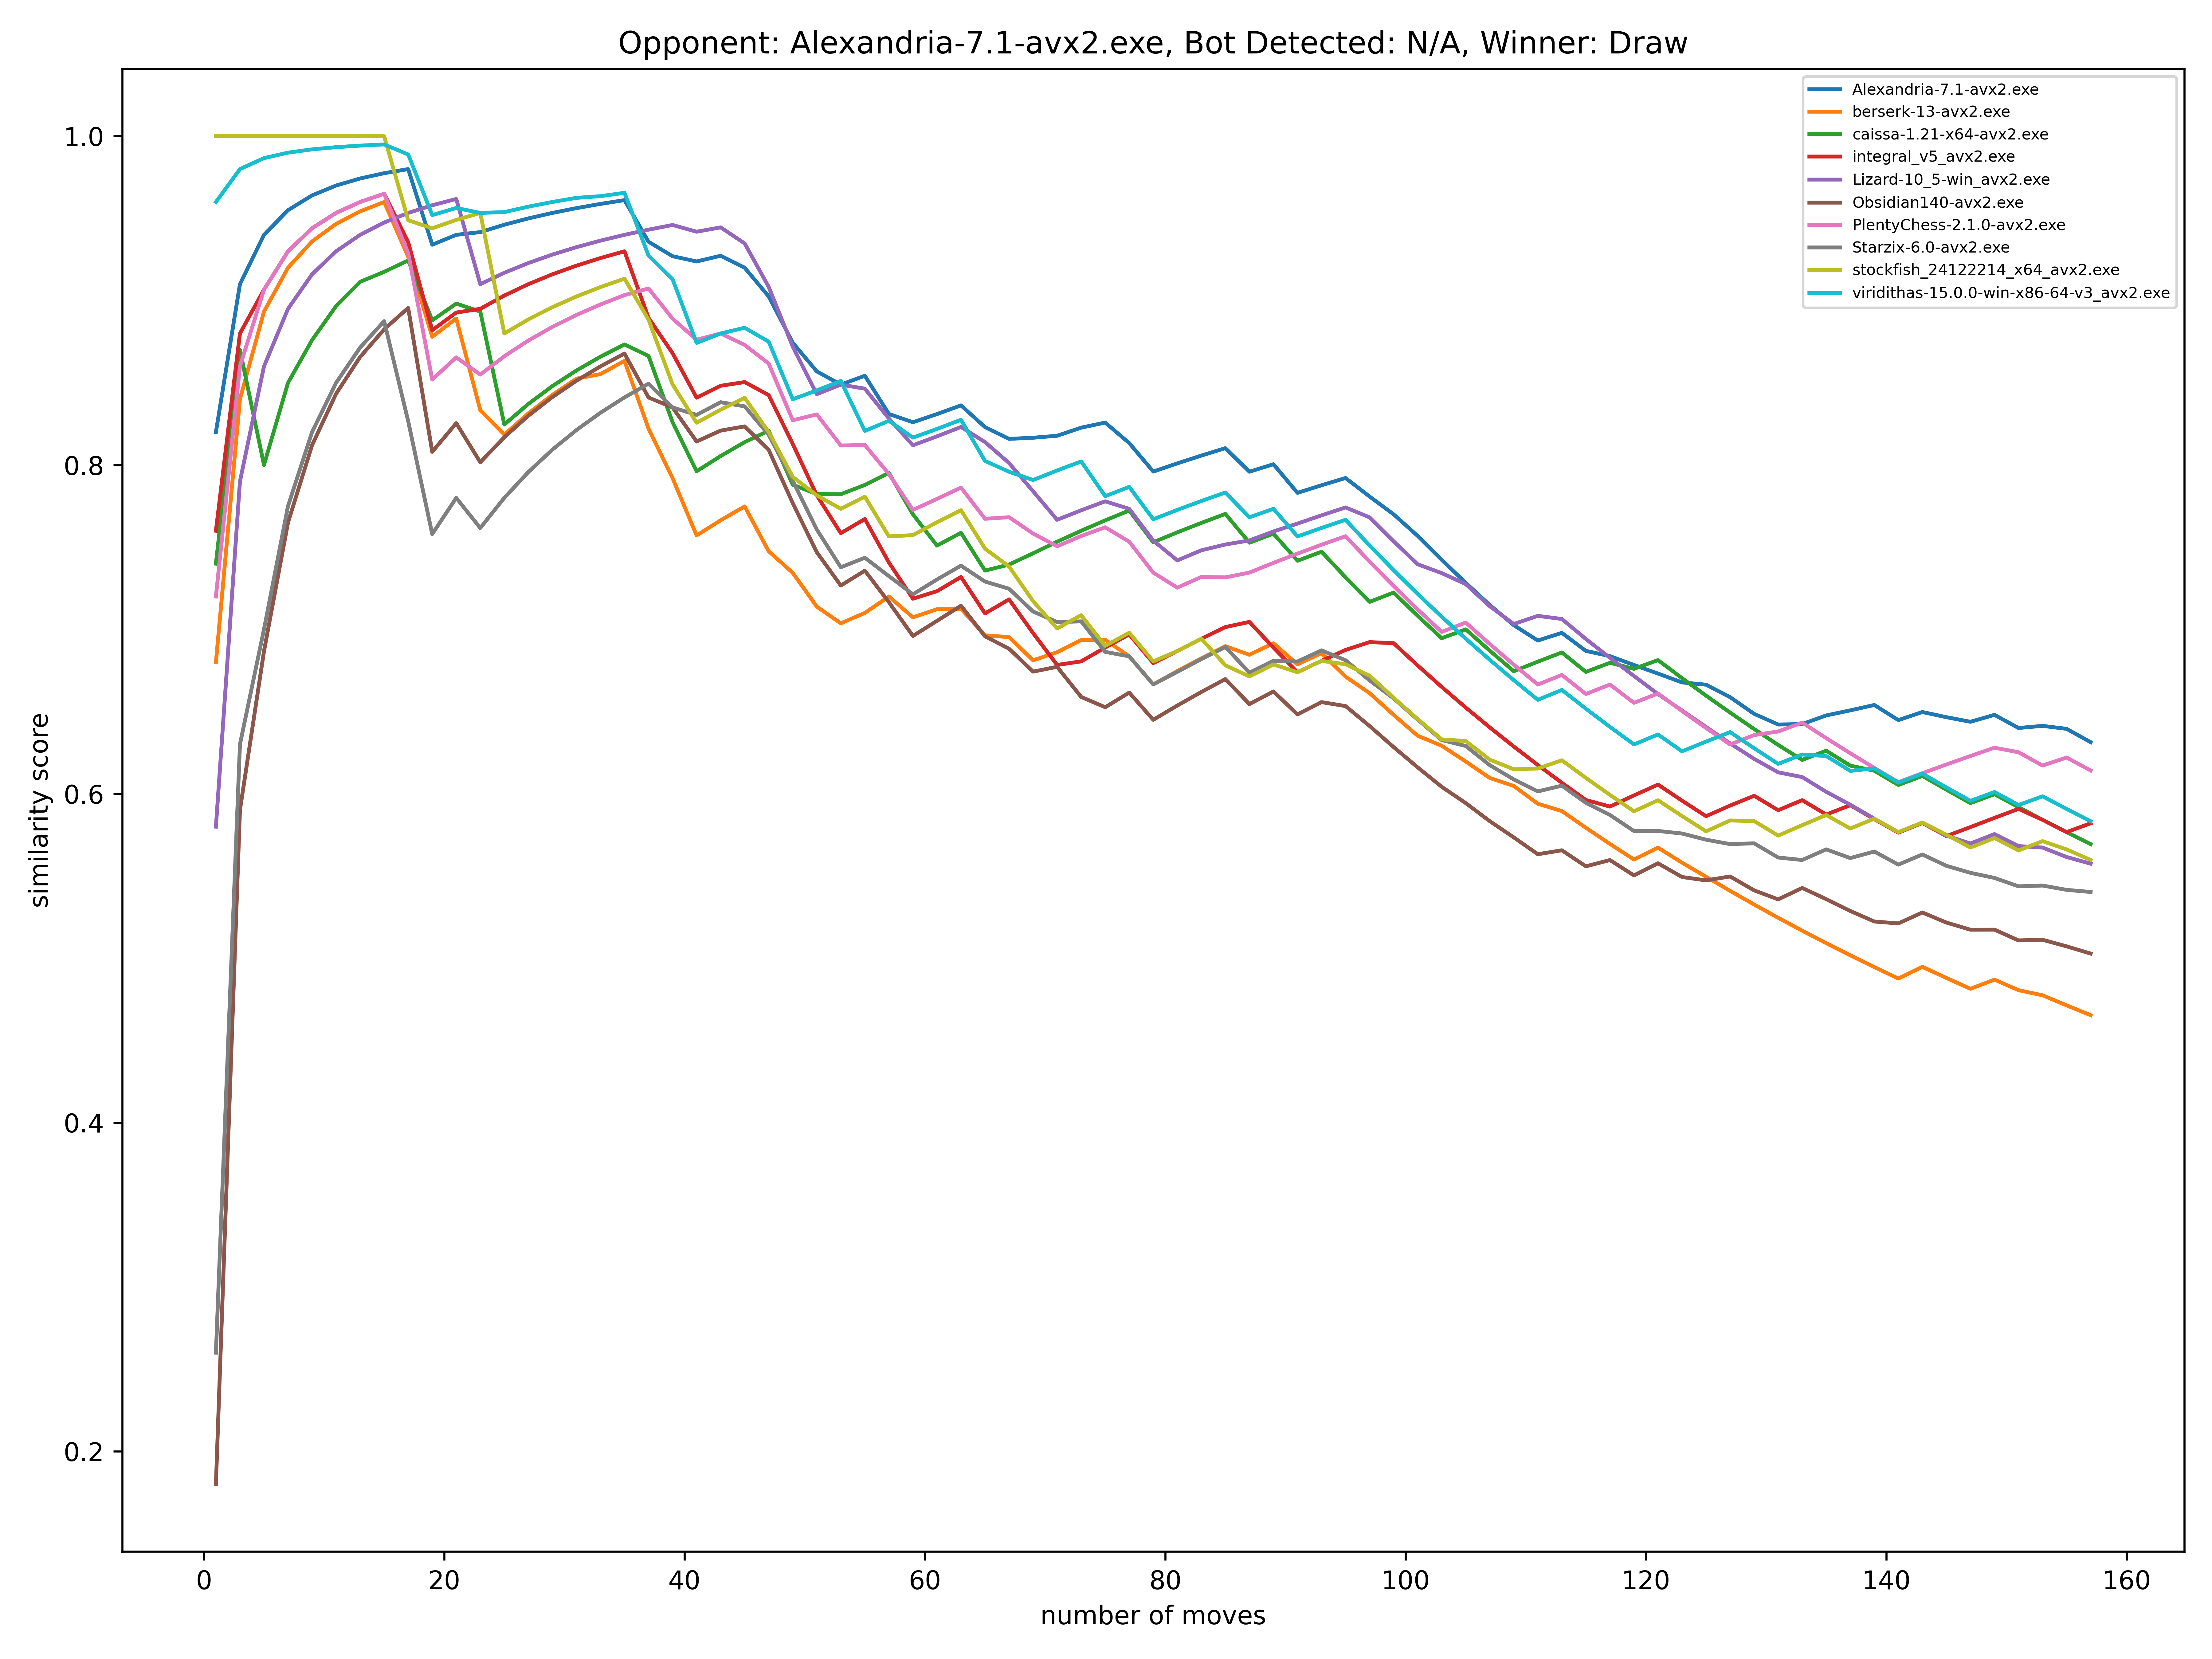 Opponent: Alexandria-7.1-avx2.exe, Bot Detected: N/A, Winner: Draw
Alexandria-7.1-avx2.exe
berserk-13-avx2.exe
caissa-1.21-x64-avx2.exe
integral_v5_avx2.exe
Lizard-10_5-win_avx2.exe
Obsidian140-avx2.exe
PlentyChess-2.1.0-avx2.exe
Starzix-6.0-avx2.exe
stockfish_24122214_x64_avx2.exe
viridithas-15.0.0-win-x86-64-v3_avx2.exe
1.0
0.8
0.6
0.4
0.2
similarity score
0 20 40 60 80 100 120 140 160
number of moves